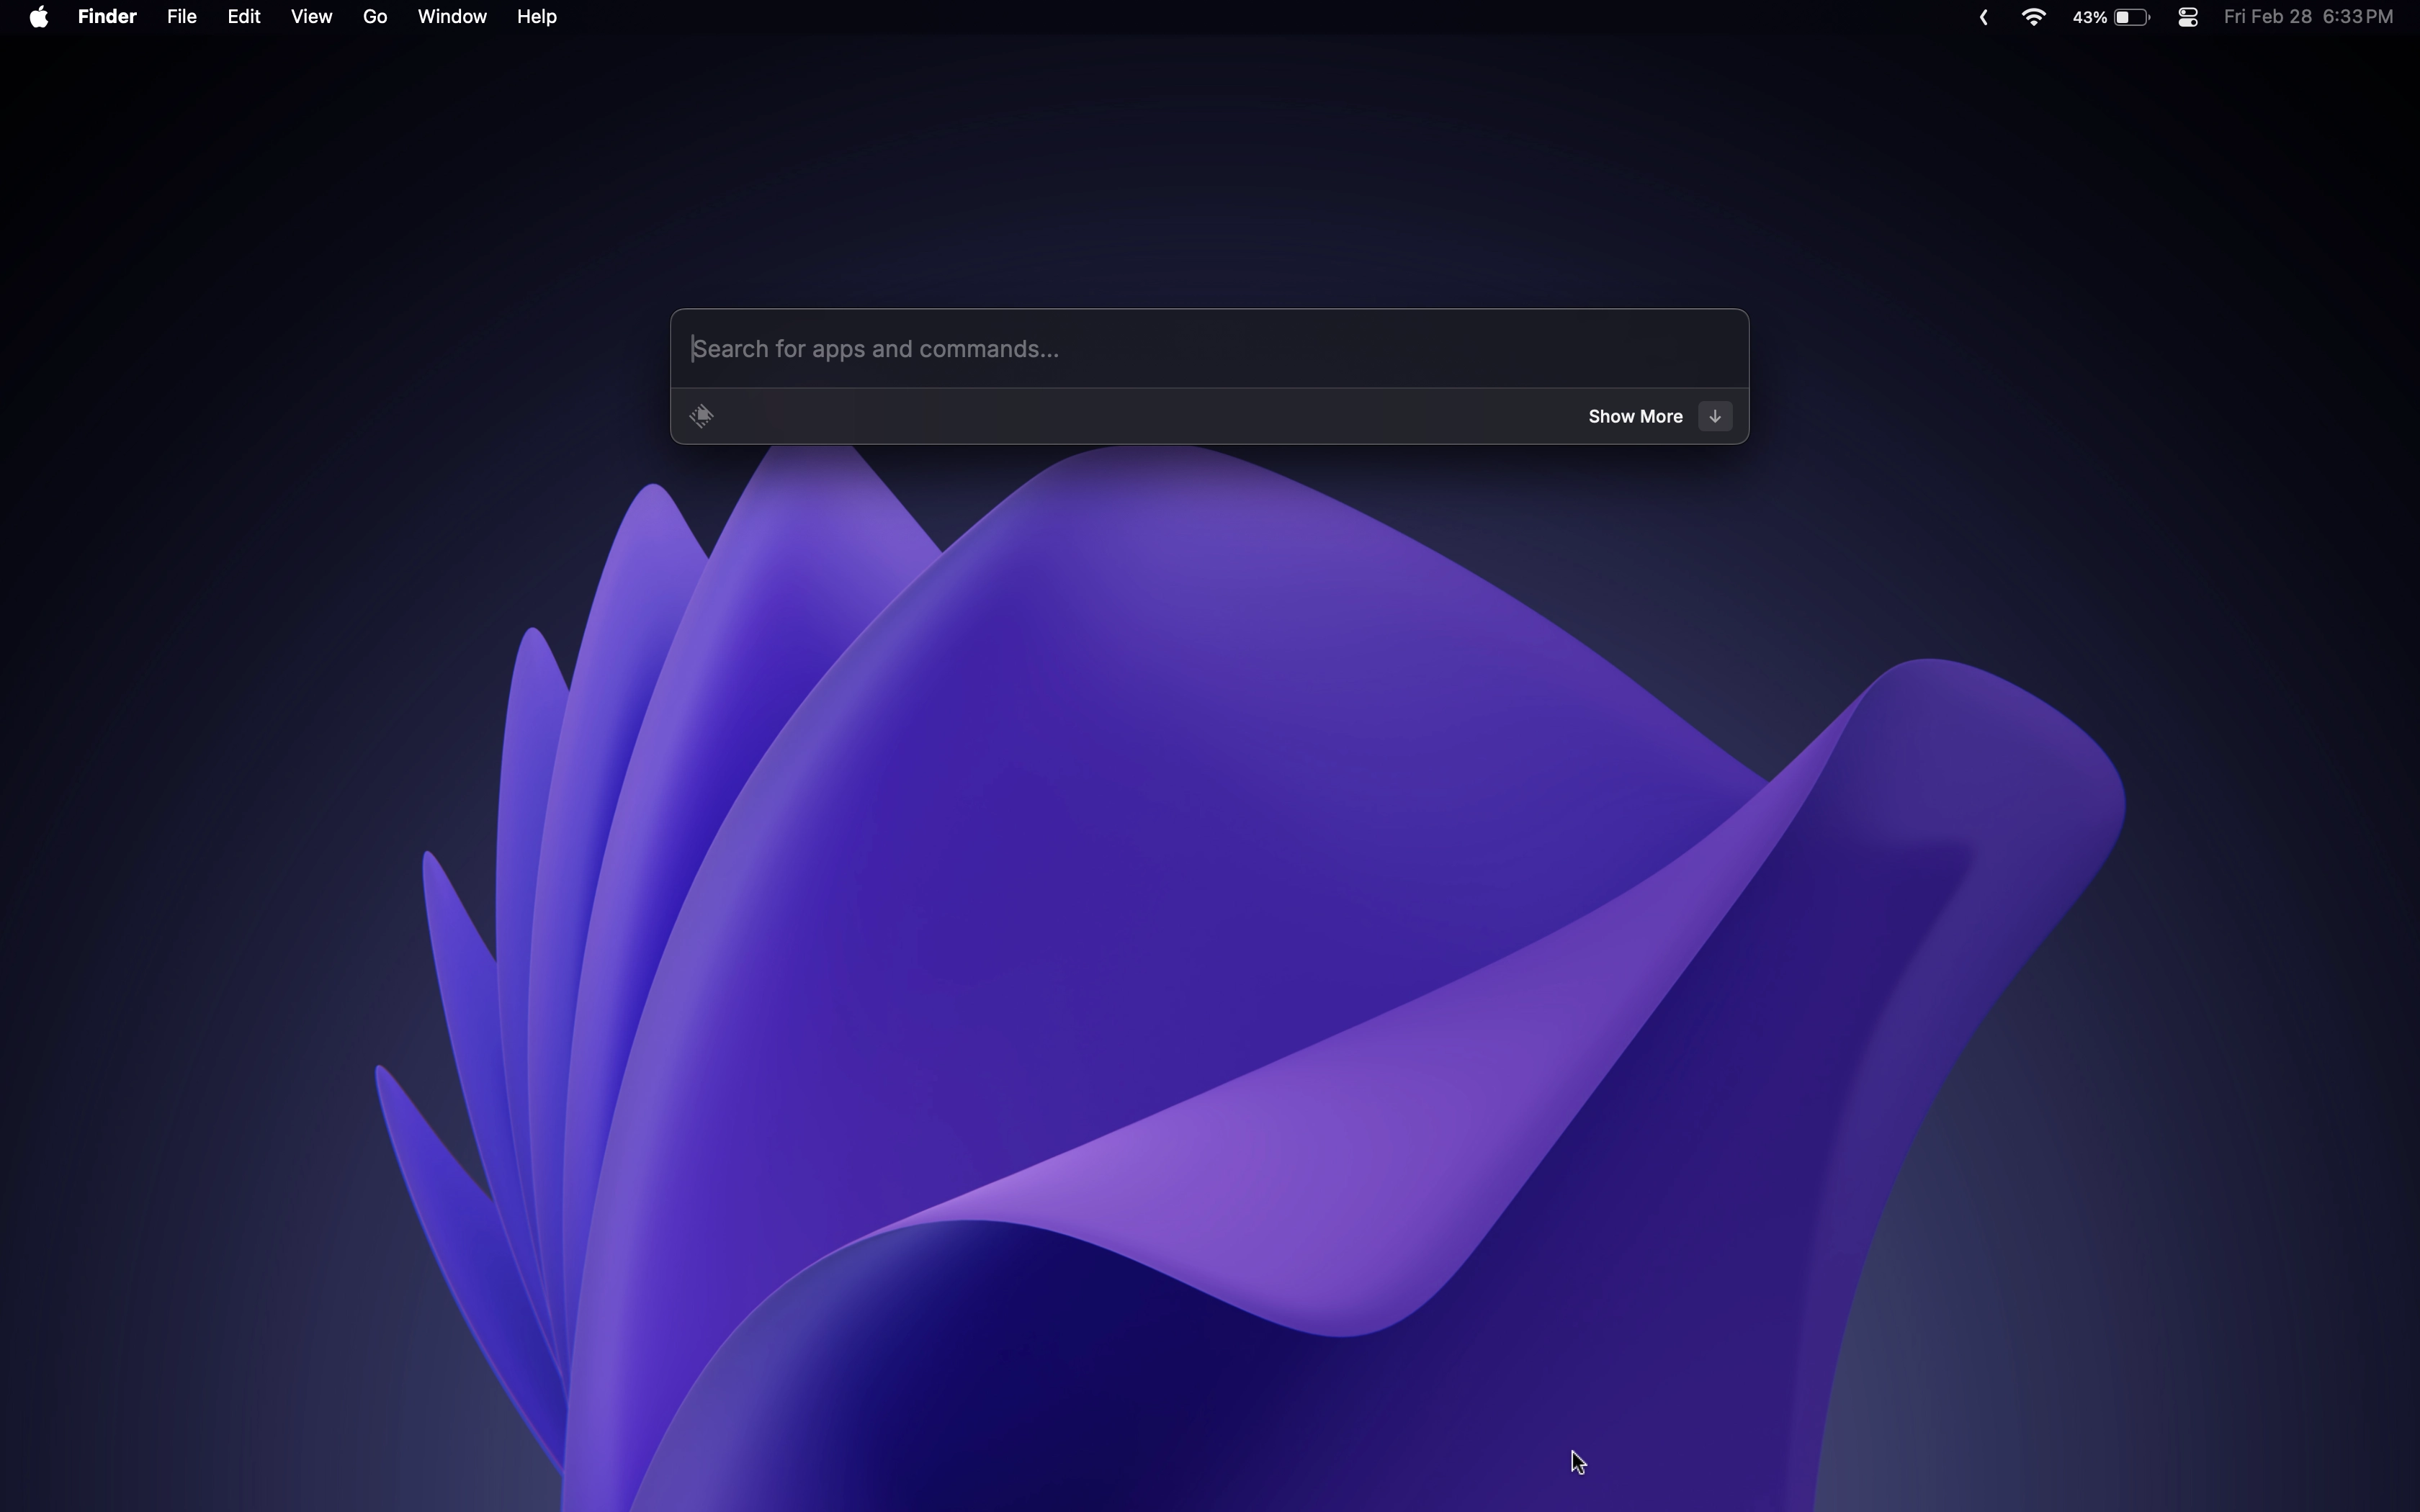 Finder File Edit View Go Window Help 43% Fri Feb 28 6:33 PM
Search for apps and commands...
Show More